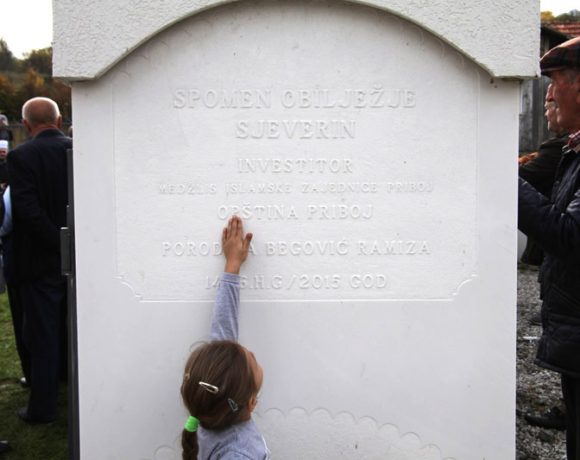 SPOMEN OBILJEŽJE
SJEVERIN
INVESTITOR
MEDŽLIS ISLAMSKE ZAJEDNICE PRIBOJ
OPŠTINA PRIBOJ
BEGOVIĆ RAMIZA
H.G./2015 GOD